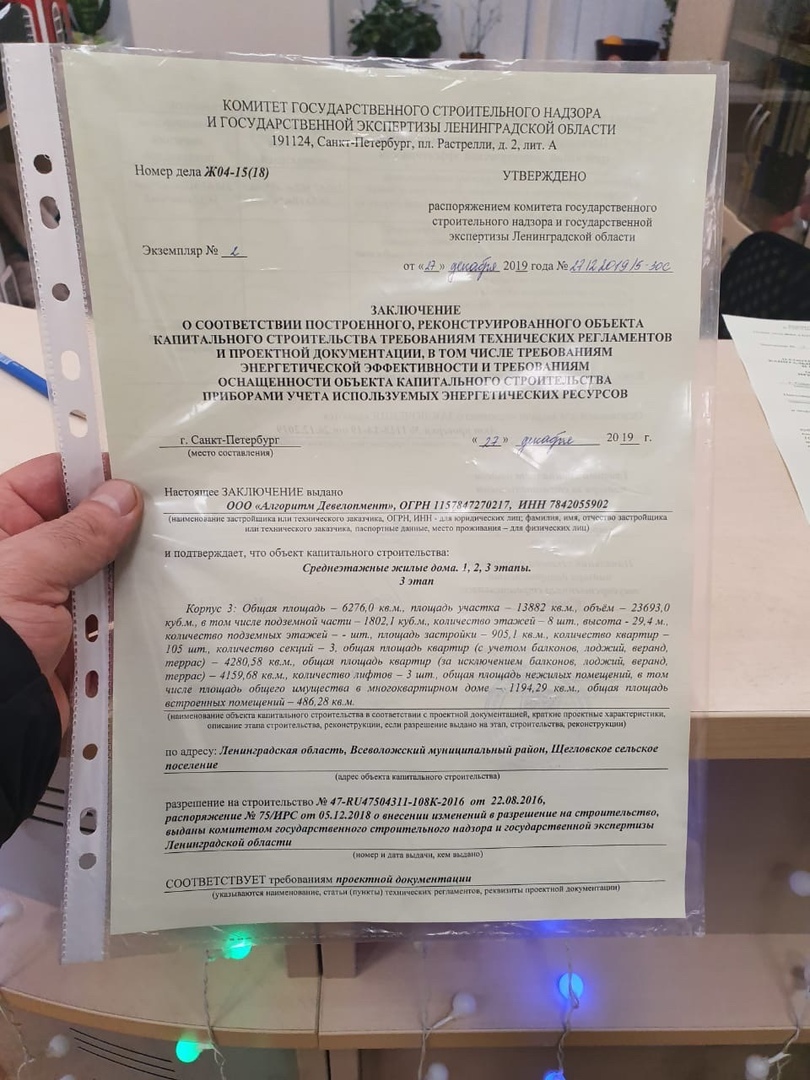 КОМИТЕТ ГОСУДАРСТВЕННОГО СТРОИТЕЛЬНОГО НАДЗОРА
И ГОСУДАРСТВЕННОЙ ЭКСПЕРТИЗЫ ЛЕНИНГРАДСКОЙ ОБЛАСТИ
191124, Санкт-Петербург, пл. Растрелли, д. 2, лит. А
Номер дела Ж04-15(18)
УТВЕРЖДЕНО
распоряжением комитета государственного
строительного надзора и государственной
экспертизы Ленинградской области
Экземпляр № 2
от «27» декабря 2019 года №
ЗАКЛЮЧЕНИЕ
О СООТВЕТСТВИИ ПОСТРОЕННОГО, РЕКОНСТРУИРОВАННОГО ОБЪЕКТА
КАПИТАЛЬНОГО СТРОИТЕЛЬСТВА ТРЕБОВАНИЯМ ТЕХНИЧЕСКИХ РЕГЛАМЕНТОВ
И ПРОЕКТНОЙ ДОКУМЕНТАЦИИ, В ТОМ ЧИСЛЕ ТРЕБОВАНИЯМ
ЭНЕРГЕТИЧЕСКОЙ ЭФФЕКТИВНОСТИ И ТРЕБОВАНИЯМ
ОСНАЩЕННОСТИ ОБЪЕКТА КАПИТАЛЬНОГО СТРОИТЕЛЬСТВА
ПРИБОРАМИ УЧЕТА ИСПОЛЬЗУЕМЫХ ЭНЕРГЕТИЧЕСКИХ РЕСУРСОВ
г. Санкт-Петербург « 27 » декабря 20 19 г.
(место составления)
Настоящее ЗАКЛЮЧЕНИЕ выдано
ООО «Алгоритм Девелопмент», ОГРН 1157847270217, ИНН 7842055902
(наименование застройщика или технического заказчика, ОГРН, ИНН - для юридических лиц; фамилия, имя, отчество застройщика
или технического заказчика, паспортные данные, место проживания – для физических лиц)
и подтверждает, что объект капитального строительства:
Среднеэтажные жилые дома. 1, 2, 3 этапы.
3 этап
Корпус 3: Общая площадь – 6276,0 кв.м., площадь участка – 13882 кв.м., объём – 23693,0
куб.м., в том числе подземной части – 1802,1 куб.м., количество этажей – 8 шт., высота - 29,4 м.,
количество подземных этажей – - шт., площадь застройки – 905,1 кв.м., количество квартир –
105 шт., количество секций – 3, общая площадь квартир (с учетом балконов, лоджий, веранд,
террас) – 4280,58 кв.м., общая площадь квартир (за исключением балконов, лоджий, веранд,
террас) – 4159,68 кв.м., количество лифтов – 3 шт., общая площадь нежилых помещений, в том
числе площадь общего имущества в многоквартирном доме – 1194,29 кв.м., общая площадь
встроенных помещений – 486,28 кв.м.
(наименование объекта капитального строительства в соответствии с проектной документацией, краткие проектные характеристики,
описание этапа строительства, реконструкции, если разрешение выдано на этап, строительства, реконструкции)
по адресу: Ленинградская область, Всеволожский муниципальный район, Щегловское сельское
поселение
(адрес объекта капитального строительства)
разрешение на строительство № 47-RU47504311-108К-2016 от 22.08.2016,
распоряжение № 75/ИРС от 05.12.2018 о внесении изменений в разрешение на строительство,
выданы комитетом государственного строительного надзора и государственной экспертизы
Ленинградской области
(номер и дата выдачи, кем выдано)
СООТВЕТСТВУЕТ требованиям проектной документации
(указываются наименование, статьи (пункты) технических регламентов, реквизиты проектной документации)